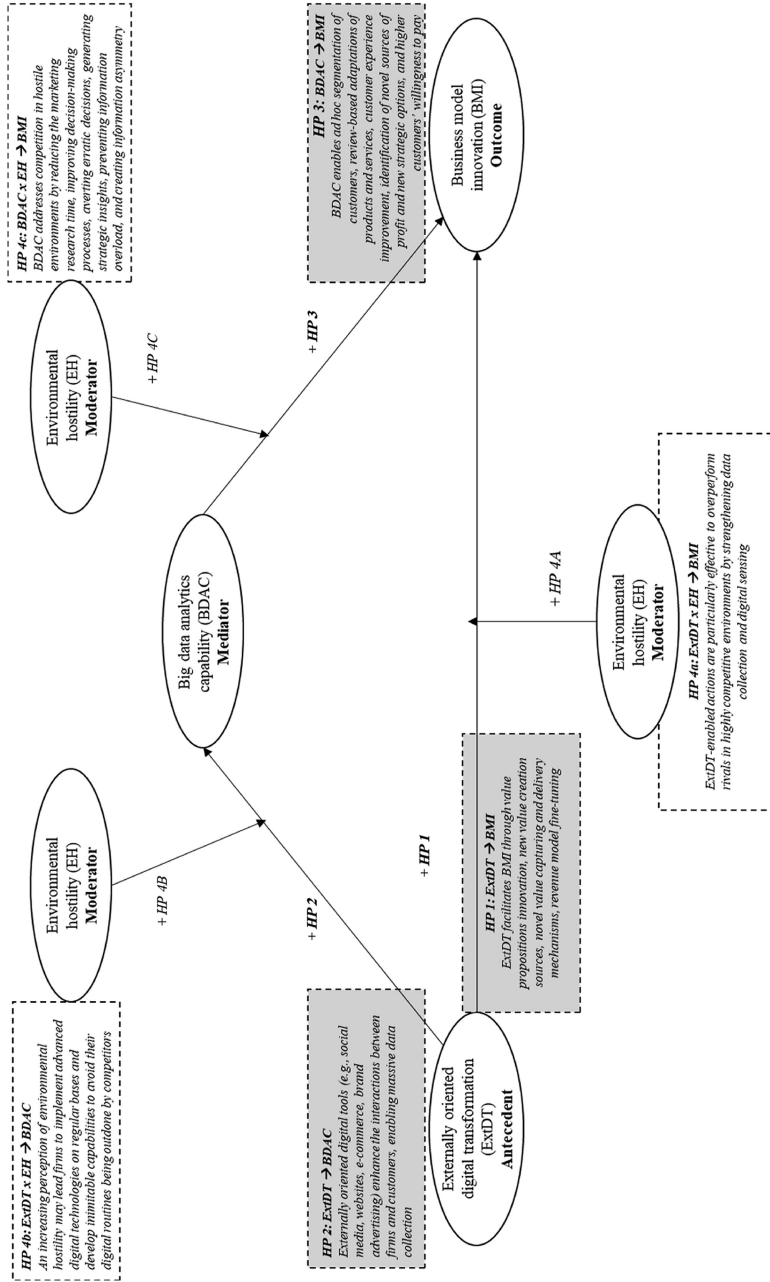 HP 4b: ExtDT x EH →BDAC
An increasing perception of environmental
hostility may lead firms to implement advanced
digital technologies on regular bases and
develop inimitable capabilities to avoid their
digital routines being outdone by competitors
Environmental
hostility (EH)
Moderator
+ HP 4B
Environmental
hostility (EH)
Moderator
+ HP 4C
HP 4c: BDAC x EH →BMI
BDAC addresses competition in hostile
environments by reducing the marketing
research time, improving decision-making
processes, averting erratic decisions, generating
strategic insights, preventing information
overload, and creating information asymmetry
Big data analytics
capability (BDAC)
Mediator
HP 2: ExtDT →BDAC
Externally oriented digital tools (e.g., social
media, websites, e-commerce, brand
advertising) enhance the interactions between
firms and customers, enabling massive data
collection
+ HP 2
+ HP 3
HP 3: BDAC →BMI
BDAC enables ad hoc segmentation of
customers, review-based adaptations of
products and services, customer experience
improvement, identification of novel sources of
profit and new strategic options, and higher
customers' willingness to pay
+ HP 1
Externally oriented
digital transformation
(ExtDT)
Antecedent
HP 1: ExtDT →BMI
ExtDT facilitates BMI through value
propositions innovation, new value creation
sources, novel value capturing and delivery
mechanisms, revenue model fine-tuning
Business model
innovation (BMI)
Outcome
+ HP 4A
Environmental
hostility (EH)
Moderator
HP 4a: ExtDT x EH →BMI
ExtDT-enabled actions are particularly effective to overperform
rivals in highly competitive environments by strengthening data
collection and digital sensing